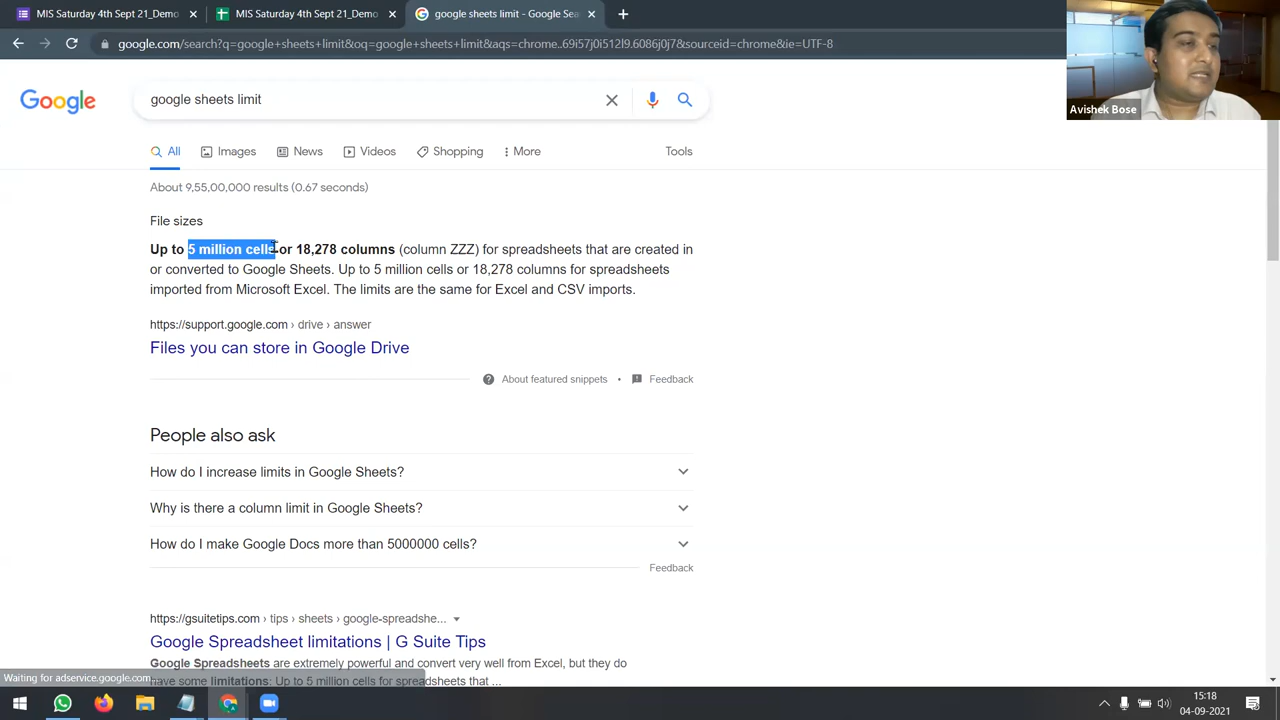 MIS Saturday 4th Sept 21_Demo
MIS Saturday 4th Sept 21_Demo
google sheets limit - Google Sea
google.com/search?q=google+sheets+limit&oq=google+sheets+limit&aqs=chrome..69i57j0i512l9.6086j0j7&sourceid=chrome&ie=UTF-8
Avishek Bose
Google
google sheets limit
All
Images
News
Videos
Shopping
More
Tools
About 9,55,00,000 results (0.67 seconds)
File sizes
Up to 5 million cells or 18,278 columns (column ZZZ) for spreadsheets that are created in
or converted to Google Sheets. Up to 5 million cells or 18,278 columns for spreadsheets
imported from Microsoft Excel. The limits are the same for Excel and CSV imports.
https://support.google.com › drive › answer
Files you can store in Google Drive
About featured snippets • Feedback
People also ask
How do I increase limits in Google Sheets?
Why is there a column limit in Google Sheets?
How do I make Google Docs more than 5000000 cells?
Feedback
https://gsuitetips.com › tips › sheets › google-spreadshe...
Google Spreadsheet limitations | G Suite Tips
Google Spreadsheets are extremely powerful and convert very well from Excel, but they do
have some limitations: Up to 5 million cells for spreadsheets that ...
Waiting for adservice.google.com...
15:18
04-09-2021